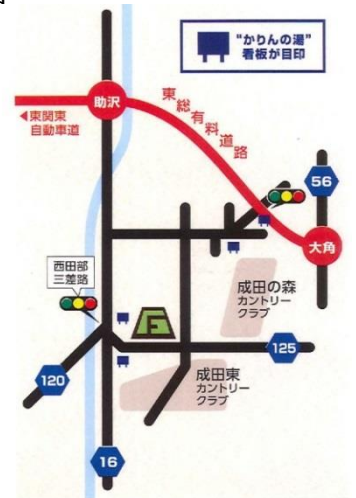 "かりんの湯"
看板が目印
助沢
東総有料道路
◀東関東
自動車道
56
大角
西田部
三差路
成田の森
カントリー
クラブ
125
成田東
カントリー
クラブ
120
16